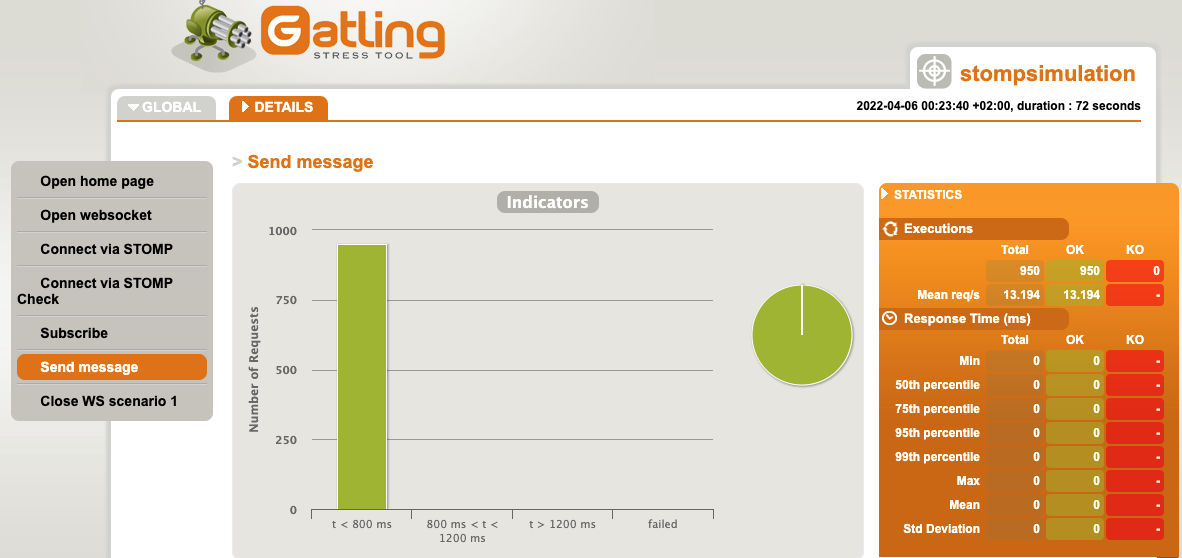 Gatling
STRESS TOOL
stompsimulation
GLOBAL
DETAILS
2022-04-06 00:23:40 +02:00, duration : 72 seconds
Open home page
Open websocket
Connect via STOMP
Connect via STOMP
Check
Subscribe
Send message
Close WS scenario 1
> Send message
Indicators
1000
750
500
250
0
Number of Requests
t < 800 ms
800 ms < t <
1200 ms
t > 1200 ms
failed
STATISTICS
Executions
Total OK KO
950 950 0
Mean req/s 13.194 13.194 -
Response Time (ms)
Total OK KO
Min 0 0 -
50th percentile 0 0 -
75th percentile 0 0 -
95th percentile 0 0 -
99th percentile 0 0 -
Max 0 0 -
Mean 0 0 -
Std Deviation 0 0 -